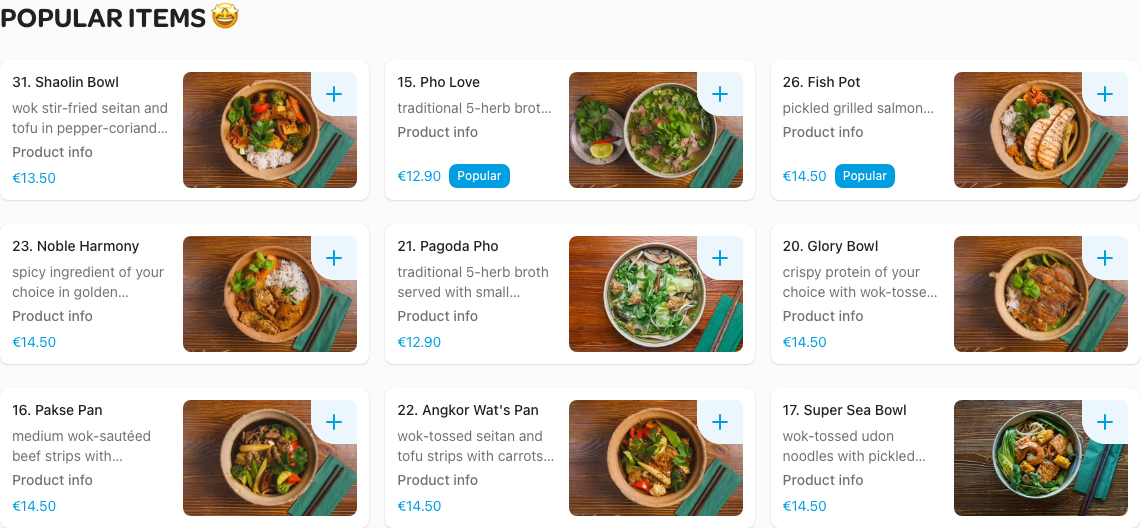 POPULAR ITEMS 🤩
31. Shaolin Bowl
wok stir-fried seitan and
tofu in pepper-coriand...
Product info
€13.50
15. Pho Love
traditional 5-herb brot...
Product info
€12.90 Popular
26. Fish Pot
pickled grilled salmon...
Product info
€14.50 Popular
23. Noble Harmony
spicy ingredient of your
choice in golden...
Product info
€14.50
21. Pagoda Pho
traditional 5-herb broth
served with small...
Product info
€12.90
20. Glory Bowl
crispy protein of your
choice with wok-tosse...
Product info
€14.50
16. Pakse Pan
medium wok-sautéed
beef strips with...
Product info
€14.50
22. Angkor Wat's Pan
wok-tossed seitan and
tofu strips with carrots...
Product info
€14.50
17. Super Sea Bowl
wok-tossed udon
noodles with pickled...
Product info
€14.50